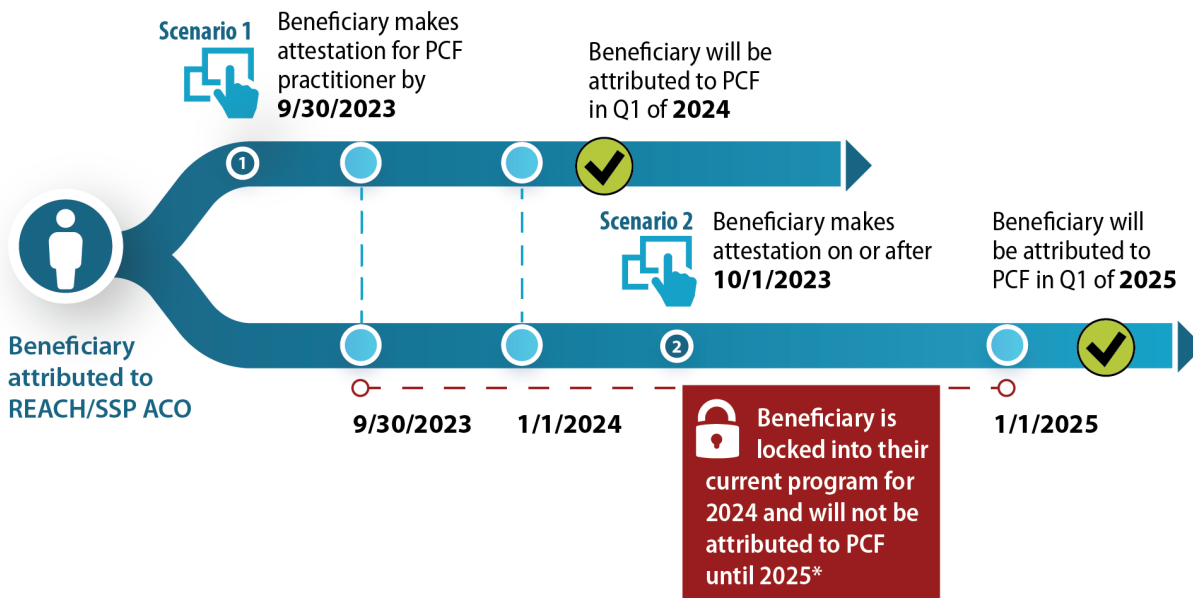 Scenario 1
Beneficiary makes
attestation for PCF
practitioner by
9/30/2023
Beneficiary will be
attributed to PCF
in Q1 of 2024
1
Scenario 2
Beneficiary makes
attestation on or after
10/1/2023
Beneficiary will
be attributed to
PCF in Q1 of 2025
2
Beneficiary
attributed to
REACH/SSP ACO
9/30/2023
1/1/2024
1/1/2025
Beneficiary is
locked into their
current program for
2024 and will not be
attributed to PCF
until 2025*